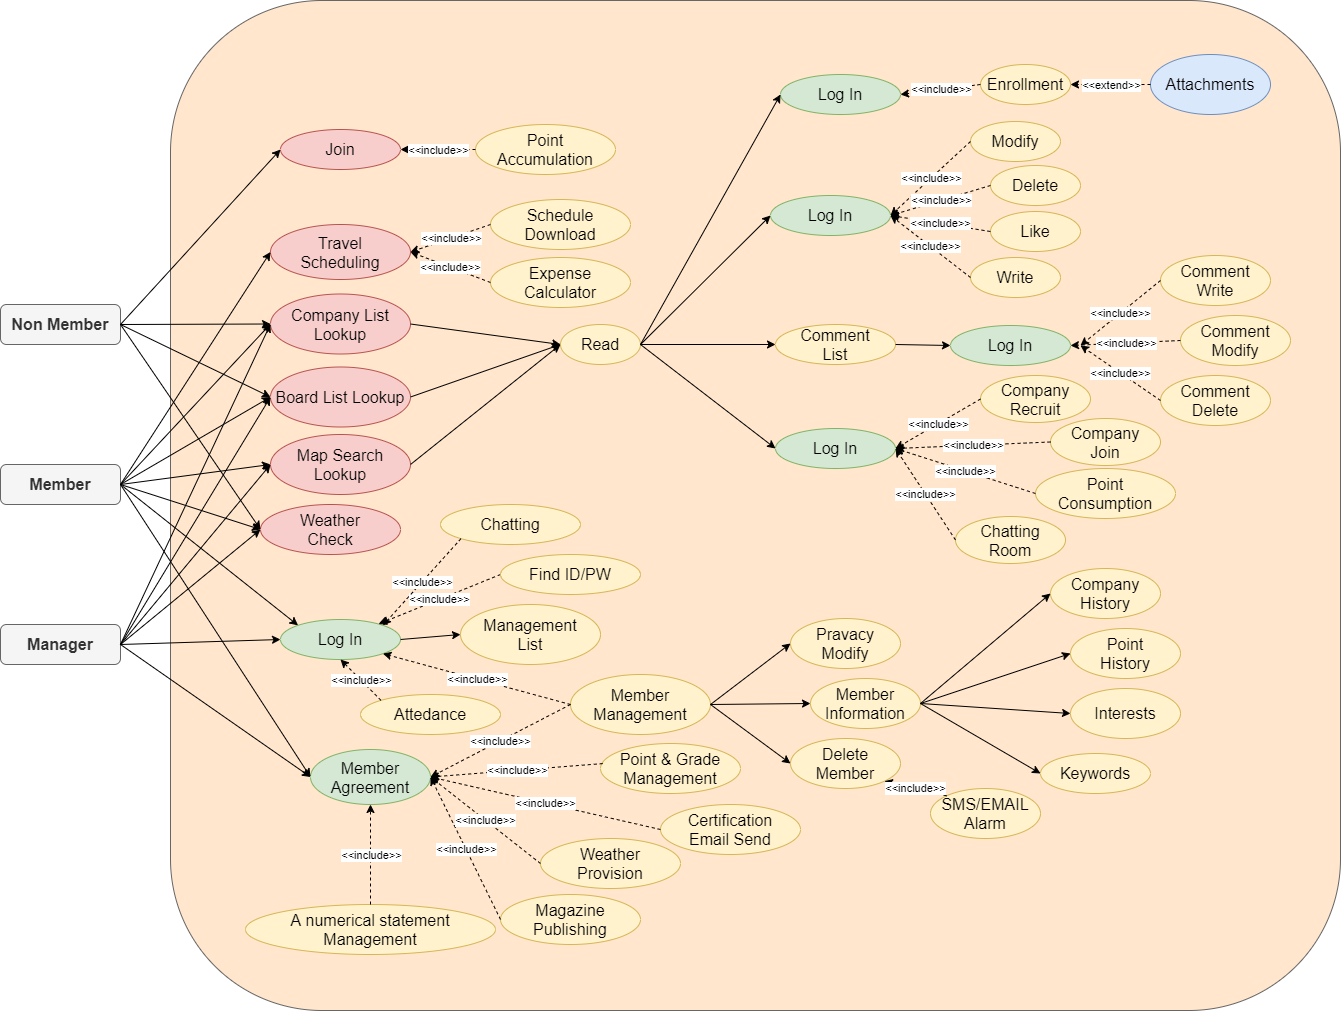 Non Member
Member
Manager
Join
<<include>>
Point
Accumulation
Travel
Scheduling
<<include>>
<<include>>
Schedule
Download
Expense
Calculator
Company List
Lookup
Board List Lookup
Map Search
Lookup
Weather
Check
Read
Log In
<<include>>
Enrollment
<<extend>>
Attachments
Log In
<<include>>
<<include>>
<<include>>
<<include>>
Modify
Delete
Like
Write
Comment
List
Log In
<<include>>
<<include>>
<<include>>
Comment
Write
Comment
Modify
Comment
Delete
Log In
<<include>>
<<include>>
<<include>>
<<include>>
Company
Recruit
Company
Join
Point
Consumption
Chatting
Room
Log In
<<include>>
<<include>>
<<include>>
<<include>>
Chatting
Find ID/PW
Management
List
Attedance
Member
Management
Pravacy
Modify
Member
Information
Delete
Member
<<include>>
SMS/EMAIL
Alarm
Company
History
Point
History
Interests
Keywords
Member
Agreement
<<include>>
<<include>>
<<include>>
<<include>>
<<include>>
<<include>>
Point & Grade
Management
Certification
Email Send
Weather
Provision
Magazine
Publishing
A numerical statement
Management